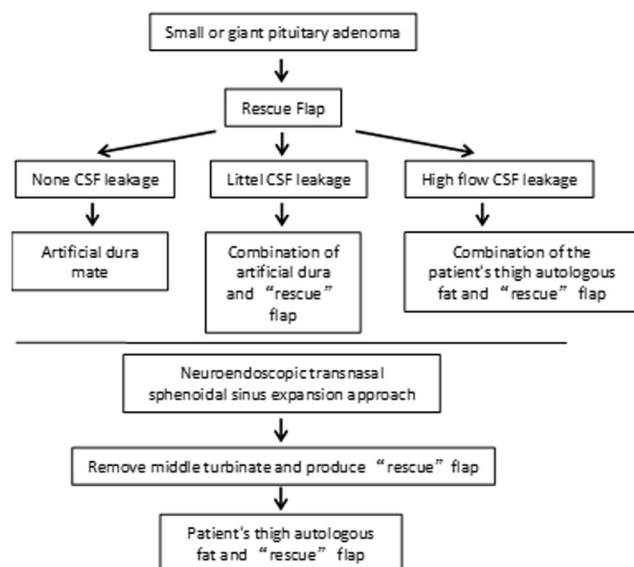 Small or giant pituitary adenoma
Rescue Flap
None CSF leakage
Littel CSF leakage
High flow CSF leakage
Artificial dura
mate
Combination of
artificial dura
and “rescue”
flap
Combination of the
patient's thigh autologous
fat and “rescue” flap
Neuroendoscopic transnasal
sphenoidal sinus expansion approach
Remove middle turbinate and produce “rescue” flap
Patient's thigh autologous
fat and “rescue” flap